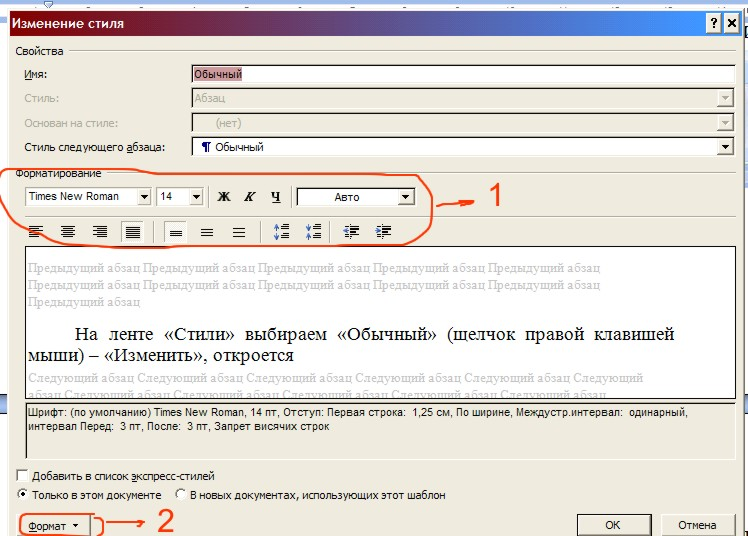 Изменение стиля
Свойства
Имя: Обычный
Стиль: Абзац
Основан на стиле: (нет)
Стиль следующего абзаца: ¶ Обычный
Форматирование
Times New Roman 14 Ж К Ч Авто 1
Предыдущий абзац Предыдущий абзац Предыдущий абзац Предыдущий абзац Предыдущий абзац
Предыдущий абзац Предыдущий абзац Предыдущий абзац Предыдущий абзац Предыдущий абзац
Предыдущий абзац
На ленте «Стили» выбираем «Обычный» (щелчок правой клавишей
мыши) – «Изменить», откроется
Следующий абзац Следующий абзац Следующий абзац Следующий абзац Следующий
абзац Следующий абзац Следующий абзац Следующий абзац Следующий абзац
Шрифт: (по умолчанию) Times New Roman, 14 пт, Отступ: Первая строка: 1,25 см, По ширине, Междустр.интервал: одинарный,
интервал Перед: 3 пт, После: 3 пт, Запрет висячих строк
Добавить в список экспресс-стилей
Только в этом документе В новых документах, использующих этот шаблон
Формат 2 ОК Отмена